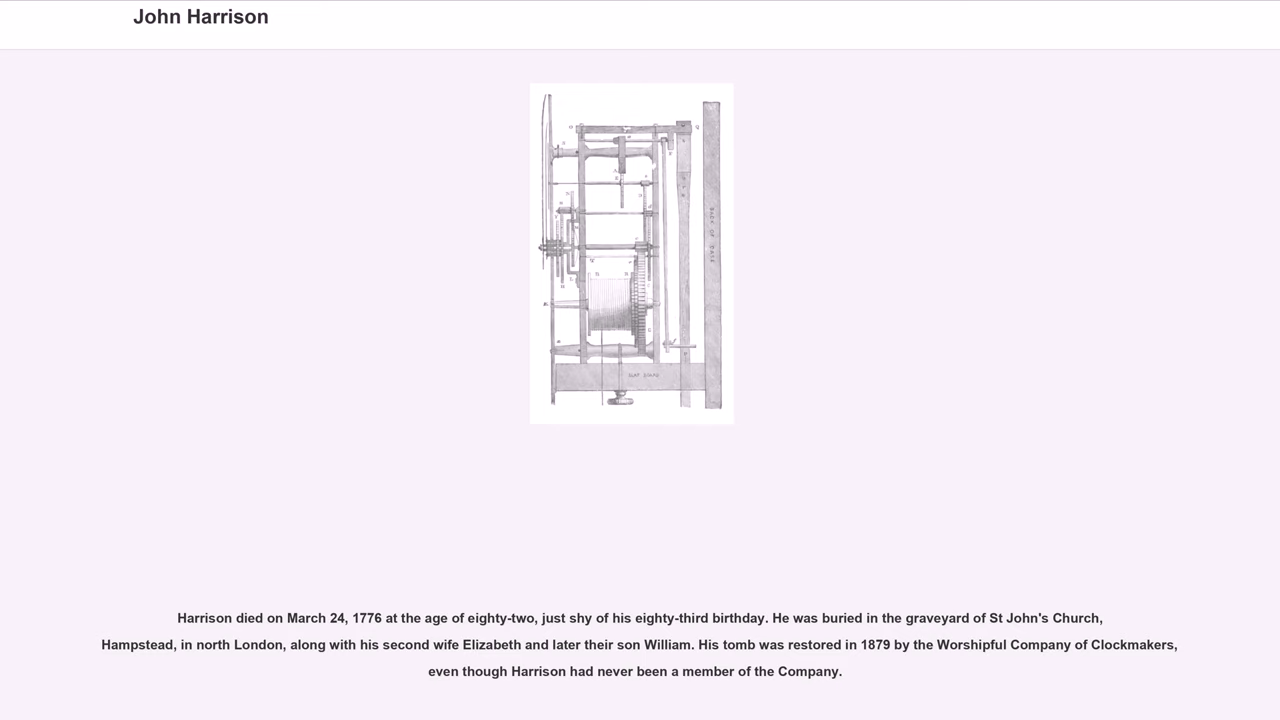 John Harrison
Harrison died on March 24, 1776 at the age of eighty-two, just shy of his eighty-third birthday. He was buried in the graveyard of St John's Church,
Hampstead, in north London, along with his second wife Elizabeth and later their son William. His tomb was restored in 1879 by the Worshipful Company of Clockmakers,
even though Harrison had never been a member of the Company.